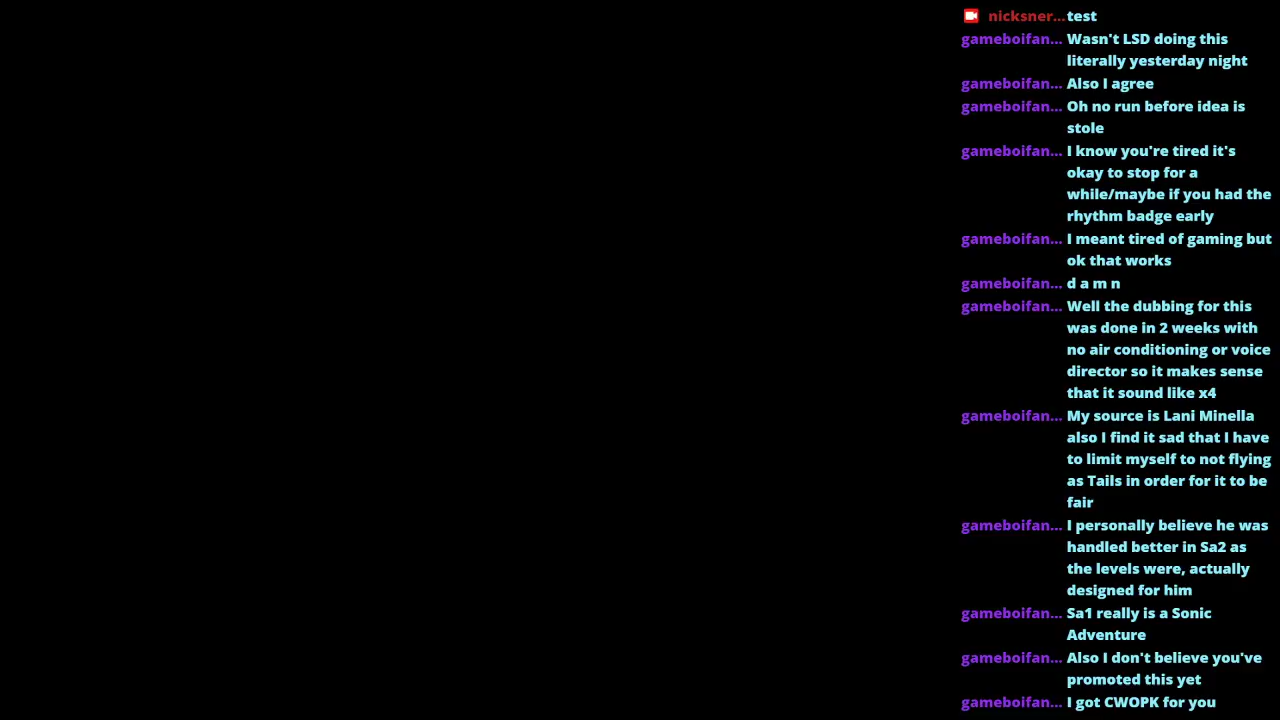 nicksner... test
gameboifan... Wasn't LSD doing this
literally yesterday night
gameboifan... Also I agree
gameboifan... Oh no run before idea is
stole
gameboifan... I know you're tired it's
okay to stop for a
while/maybe if you had the
rhythm badge early
gameboifan... I meant tired of gaming but
ok that works
gameboifan... d a m n
gameboifan... Well the dubbing for this
was done in 2 weeks with
no air conditioning or voice
director so it makes sense
that it sound like x4
gameboifan... My source is Lani Minella
also I find it sad that I have
to limit myself to not flying
as Tails in order for it to be
fair
gameboifan... I personally believe he was
handled better in Sa2 as
the levels were, actually
designed for him
gameboifan... Sa1 really is a Sonic
Adventure
gameboifan... Also I don't believe you've
promoted this yet
gameboifan... I got CWOPK for you